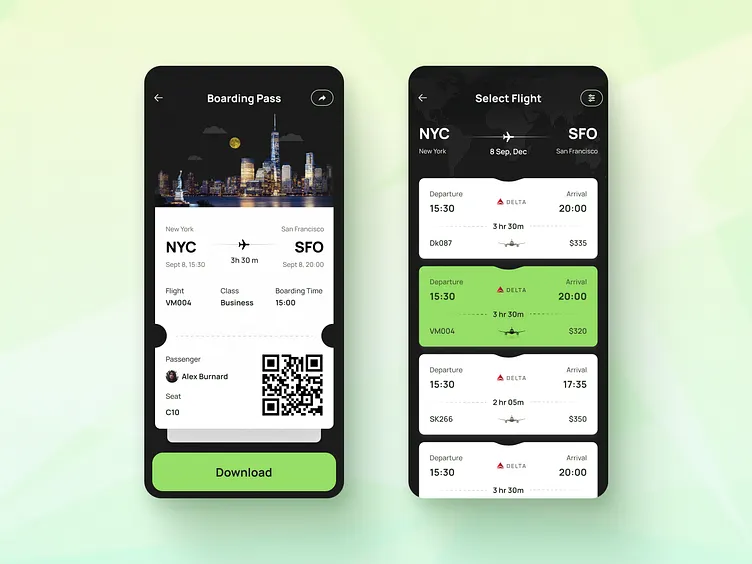 Boarding Pass
New York San Francisco
NYC SFO
Sept 8, 15:30 3h 30 m Sept 8, 20:00
Flight Class Boarding Time
VM004 Business 15:00
Passenger
Alex Burnard
Seat
C10
Download
Select Flight
NYC SFO
New York 8 Sep, Dec San Francisco
Departure Arrival
15:30 DELTA 20:00
3 hr 30m
Dk087 $335
Departure Arrival
15:30 DELTA 20:00
3 hr 30m
VM004 $320
Departure Arrival
15:30 DELTA 17:35
2 hr 05m
SK266 $350
Departure Arrival
15:30 DELTA 20:00
3 hr 30m